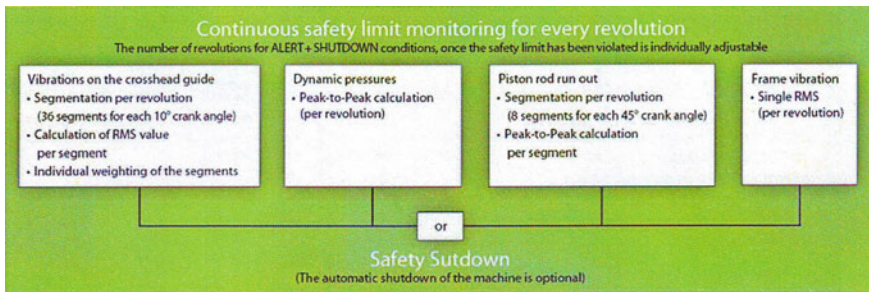 Continuous safety limit monitoring for every revolution
The number of revolutions for ALERT + SHUTDOWN conditions, once the safety limit has been violated is individually adjustable
Vibrations on the crosshead guide
• Segmentation per revolution
(36 segments for each 10° crank angle)
• Calculation of RMS value
per segment
• Individual weighting of the segments
Dynamic pressures
• Peak-to-Peak calculation
(per revolution)
Piston rod run out
• Segmentation per revolution
(8 segments for each 45° crank angle)
• Peak-to-Peak calculation
per segment
Frame vibration
• Single RMS
(per revolution)
or
Safety Sutdown
(The automatic shutdown of the machine is optional)